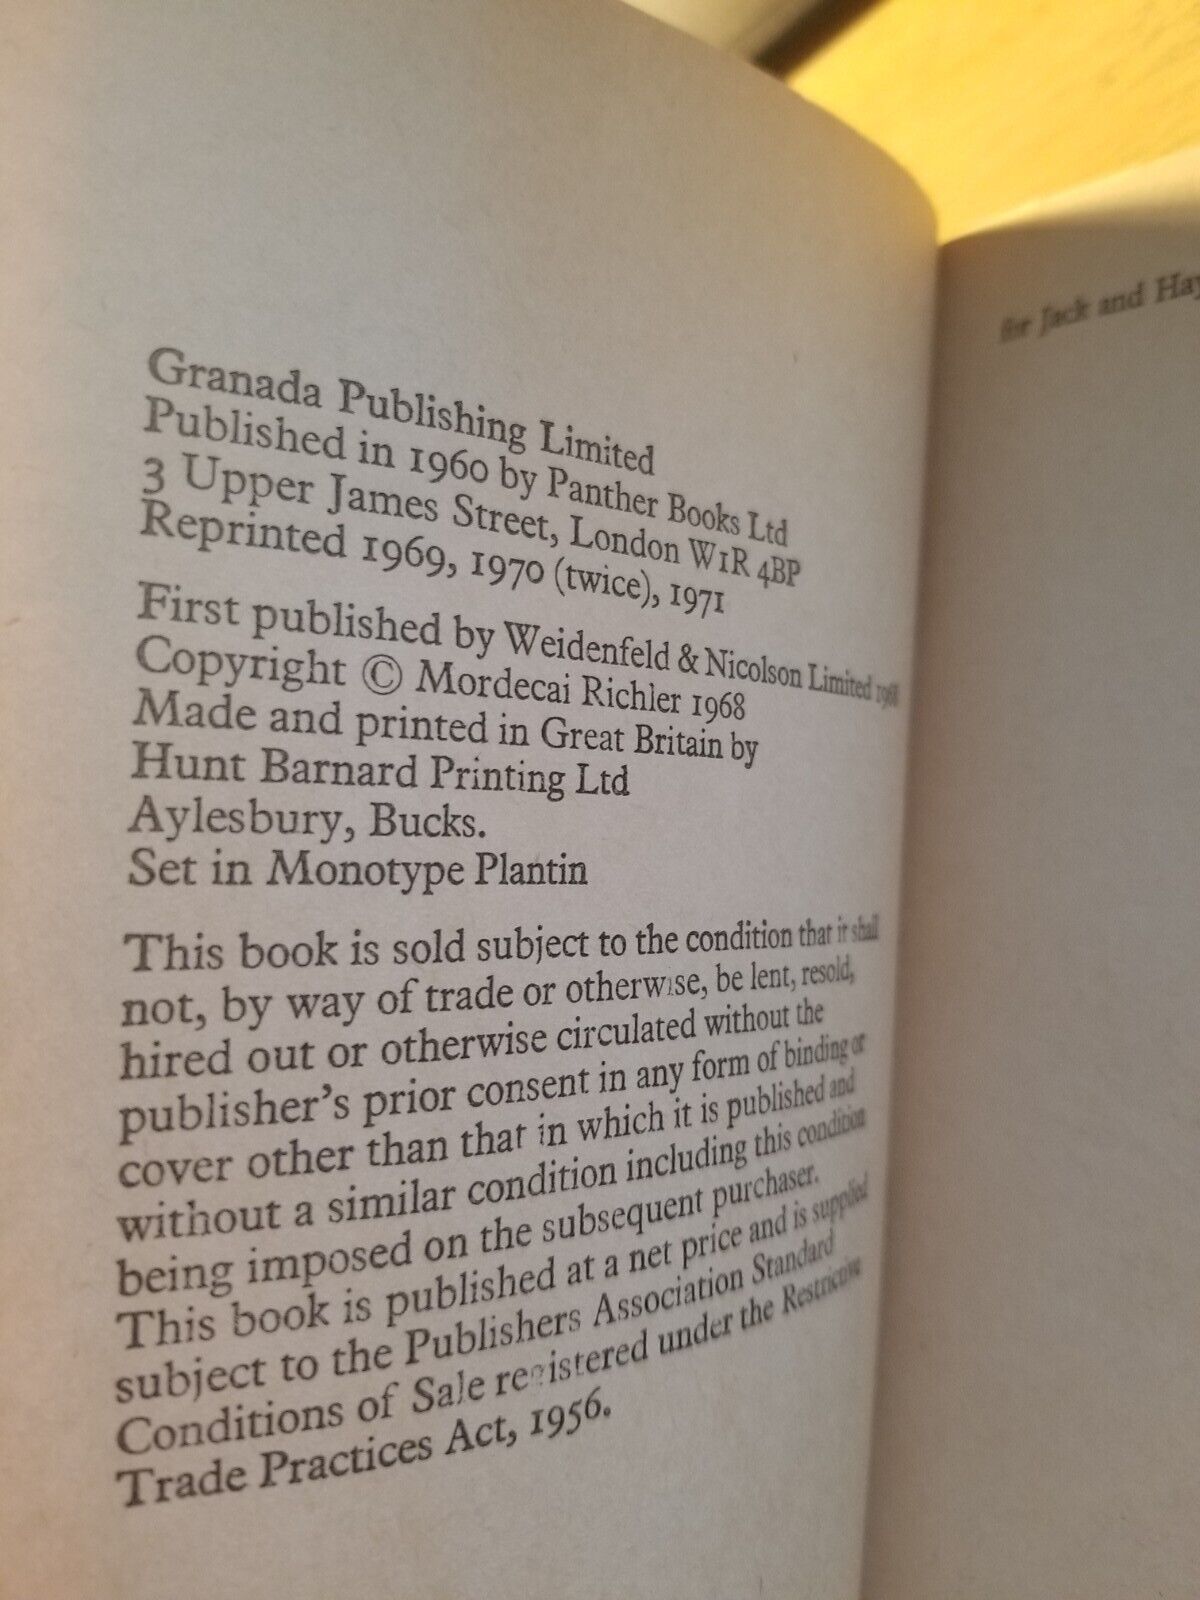 Granada Publishing Limited
Published in 1960 by Panther Books Ltd
3 Upper James Street, London W1R 4BP
Reprinted 1969, 1970 (twice), 1971
First published by Weidenfeld & Nicolson Limited 1968
Copyright © Mordecai Richler 1968
Made and printed in Great Britain by
Hunt Barnard Printing Ltd
Aylesbury, Bucks.
Set in Monotype Plantin
This book is sold subject to the condition that it shall
not, by way of trade or otherwise, be lent, resold,
hired out or otherwise circulated without the
publisher's prior consent in any form of binding or
cover other than that in which it is published and
without a similar condition including this condition
being imposed on the subsequent purchaser.
This book is published at a net price and is supplied
subject to the Publishers Association Standard
Conditions of Sale registered under the Restrictive
Trade Practices Act, 1956.
for Jack and